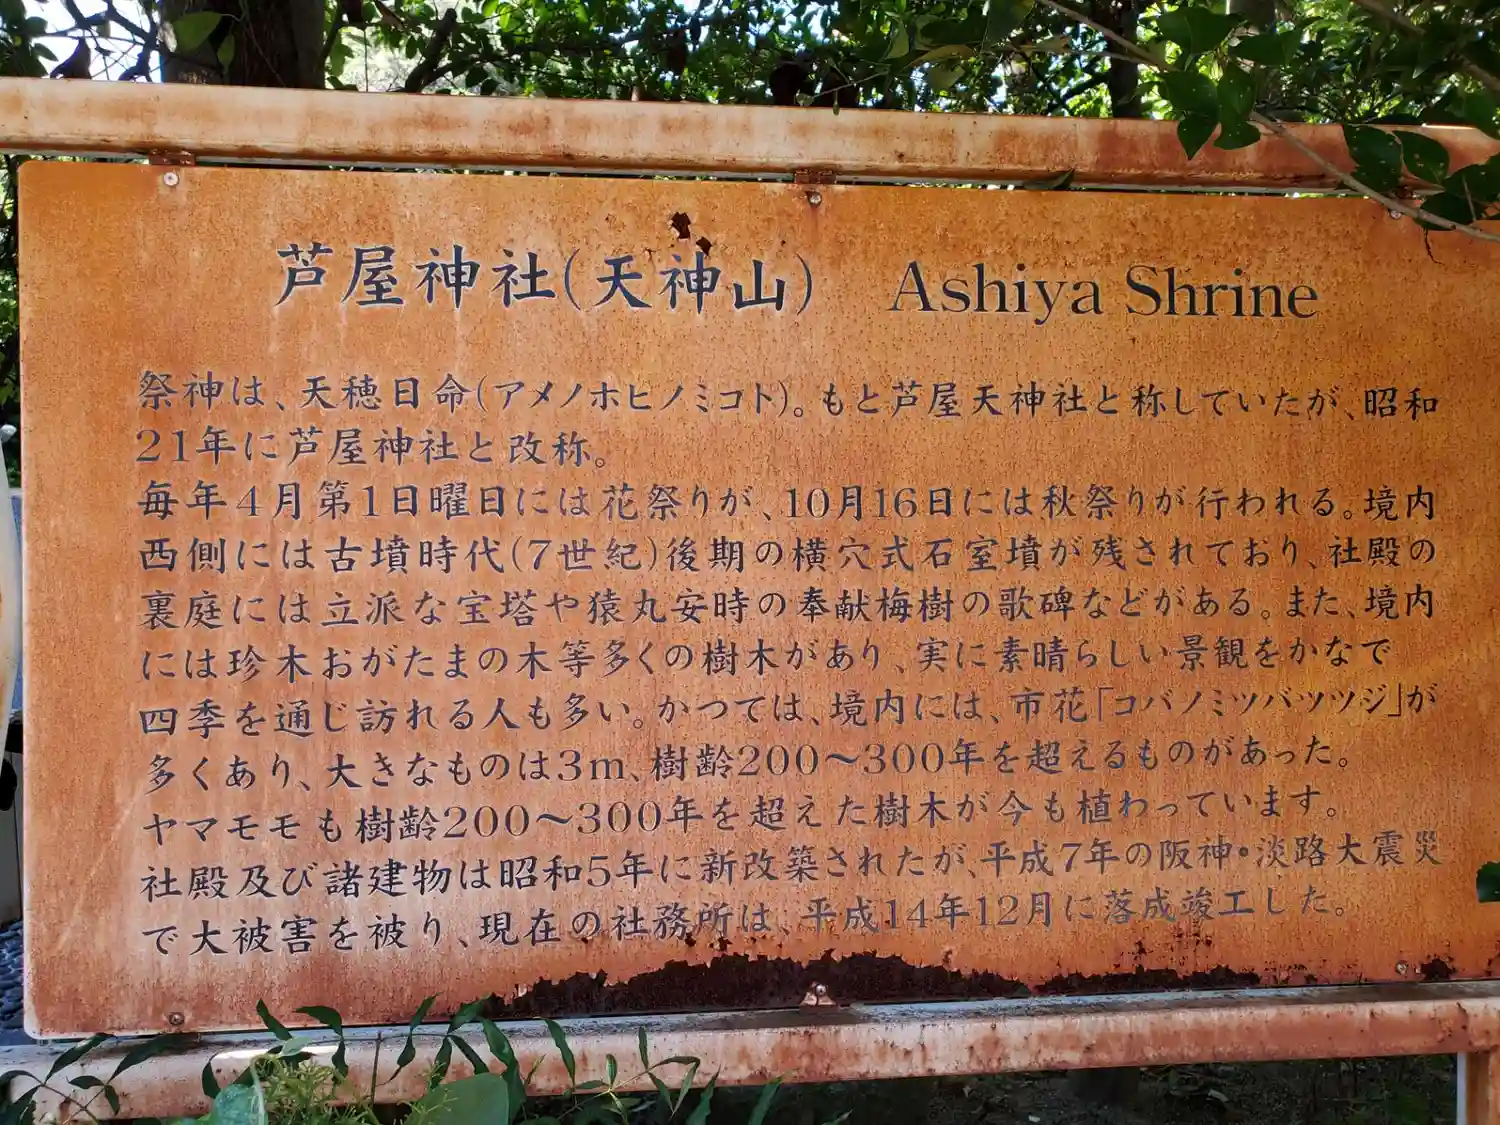 芦屋神社(天神山) Ashiya Shrine
祭神は、天穂日命(アメノホヒノミコト)。もと芦屋天神社と称していたが、昭和
21年に芦屋神社と改称。
毎年4月第1日曜日には花祭りが、10月16日には秋祭りが行われる。境内
西側には古墳時代(7世紀)後期の横穴式石室墳が残されており、社殿の
裏庭には立派な宝塔や猿丸安時の奉献梅樹の歌碑などがある。また、境内
には珍木おがたまの木等多くの樹木があり、実に素晴らしい景観をかなで
四季を通じ訪れる人も多い。かつては、境内には、市花「コバノミツバツツジ」が
多くあり、大きなものは3m、樹齢200〜300年を超えるものがあった。
ヤマモモも樹齢200〜300年を超えた樹木が今も植わっています。
社殿及び諸建物は昭和5年に新改築されたが、平成7年の阪神・淡路大震災
で大被害を被り、現在の社務所は、平成14年12月に落成竣工した。